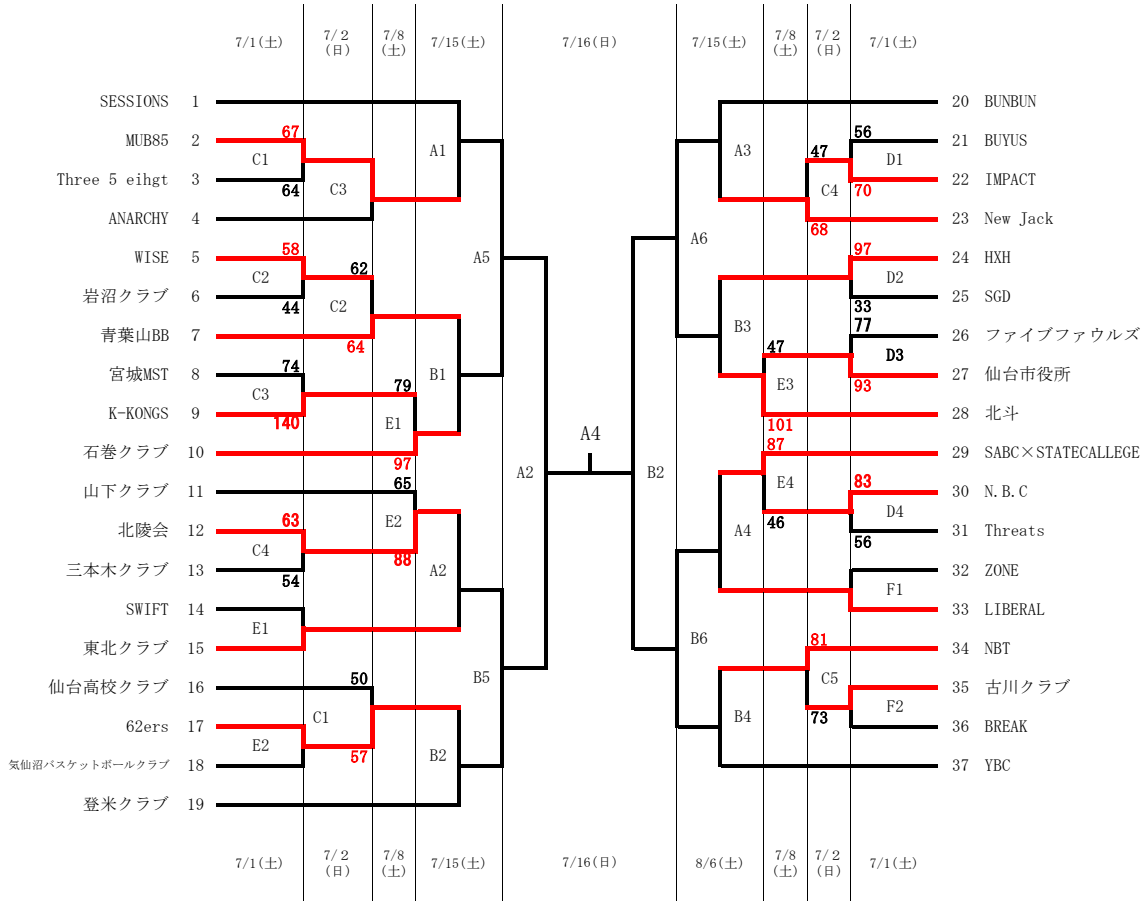 7/1(土) 7/2(日) 7/8(土) 7/15(土) 7/16(日) 7/15(土) 7/8(土) 7/2(日) 7/1(土)
SESSIONS 1 20 BUNBUN
MUB85 2 67 A1 A3 47 56 21 BUYUS
C1 D1
Three 5 eihgt 3 64 C3 C4 70 22 IMPACT
ANARCHY 4 68 23 New Jack
A5 A6
WISE 5 58 62 97 24 HXH
C2 D2
岩沼クラブ 6 44 C2 33 25 SGD
青葉山BB 7 64 B3 77 26 ファイブファウルズ
47 D3
宮城MST 8 74 79 B1 E3 93 27 仙台市役所
C3
K-KONGS 9 140 E1 101 28 北斗
A4
石巻クラブ 10 97 87 29 SABC×STATECALLEGE
A2 B2
山下クラブ 11 65 E4 83 30 N.B.C
E2 D4
北陵会 12 63 88 46 A4 56 31 Threats
C4
三本木クラブ 13 54 A2 32 ZONE
F1
SWIFT 14 33 LIBERAL
E1 B6
東北クラブ 15 81 34 NBT
B5 C5
仙台高校クラブ 16 50 35 古川クラブ
C1 F2
62ers 17 57 B4 73 36 BREAK
E2 B2
気仙沼バスケットボールクラブ 18 37 YBC
登米クラブ 19
7/1(土) 7/2(日) 7/8(土) 7/15(土) 7/16(日) 8/6(土) 7/8(土) 7/2(日) 7/1(土)